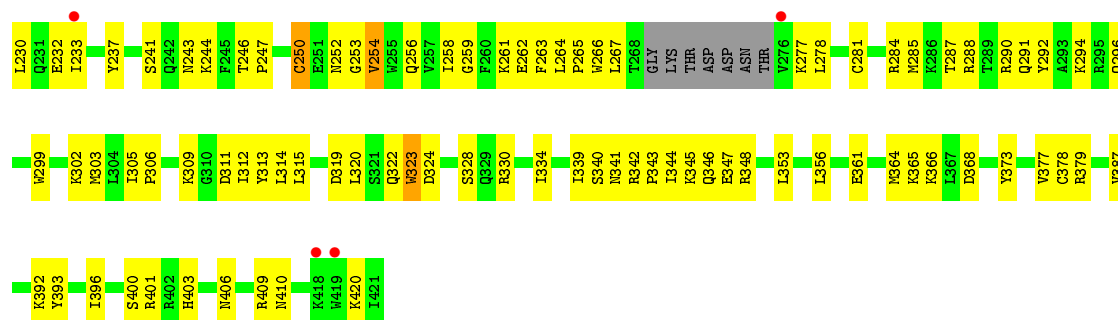 L230 Q231 E232 I233 Y237 S241 Q242 N243 K244 F245 T246 P247 C250 E251 N252 G253 V254 W255 Q256 V257 I258 G259 F260 K261 E262 F263 L264 P265 W266 L267 T268 GLY LYS THR ASP ASP ASN THR V276 K277 L278 C281 R284 M285 K286 T287 R288 T289 R290 Q291 Y292 A293 K294 R295
W299 K302 M303 L304 I305 P306 K309 G310 D311 I312 Y313 L314 L315 D319 L320 S321 Q322 W323 D324 S328 Q329 R330 I334 I339 S340 N341 R342 P343 I344 K345 Q346 E347 R348 L353 L356 E361 M364 K365 K366 L367 D368 Y373 V377 C378 R379
K392 Y393 I396 S400 R401 R402 H403 N406 R409 N410 K418 W419 K420 I421